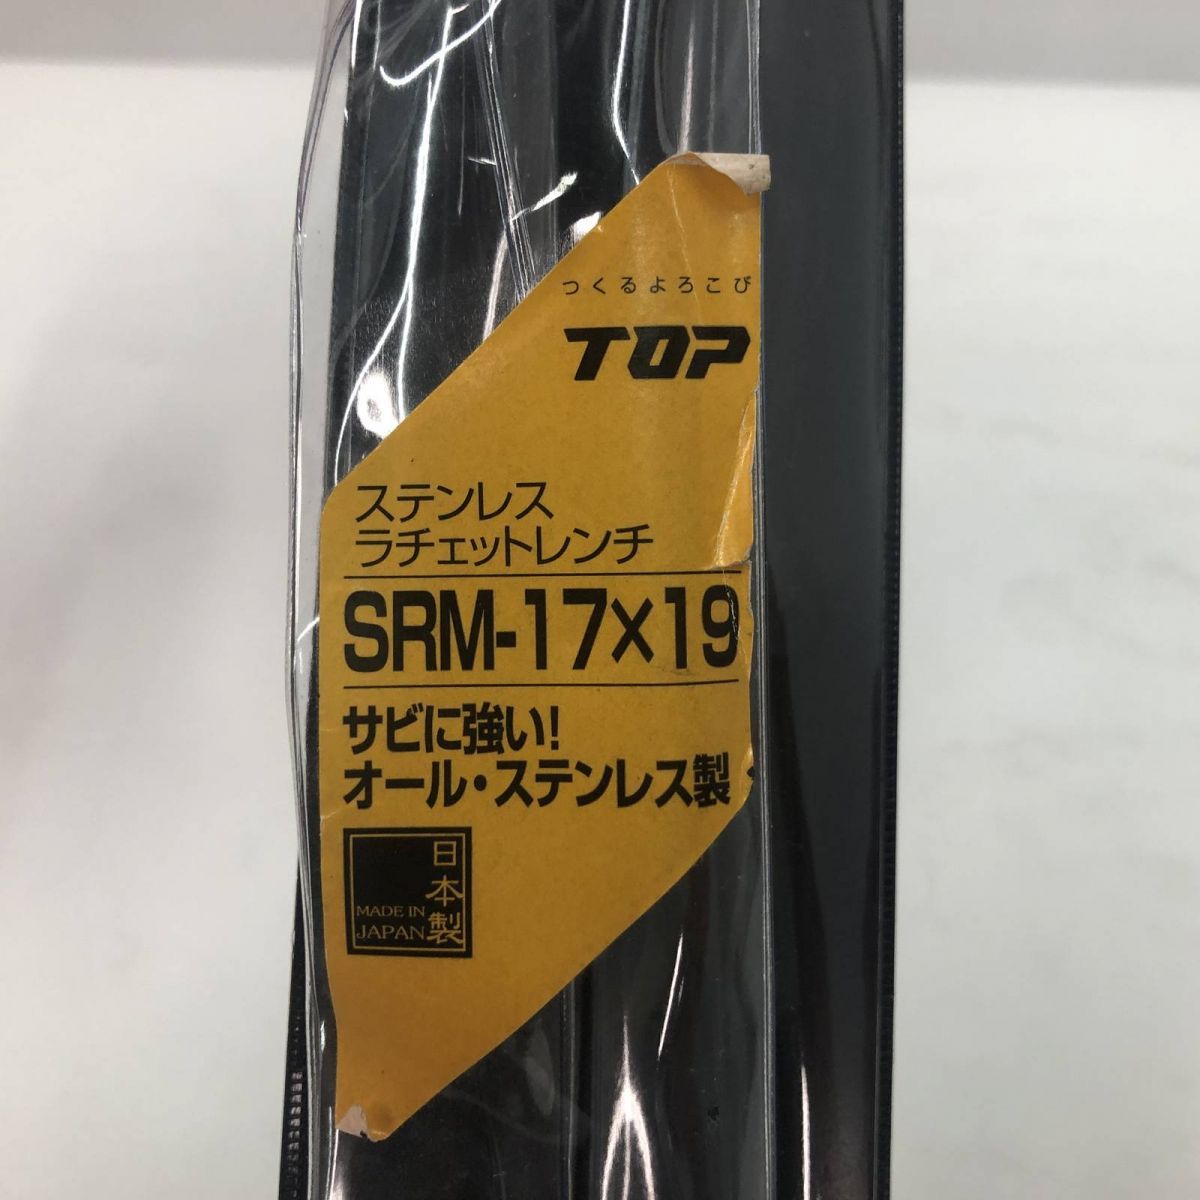 つくるよろこび
TOP
ステンレス
ラチェットレンチ
SRM-17×19
サビに強い!
オール・ステンレス製
日本製
MADE IN
JAPAN